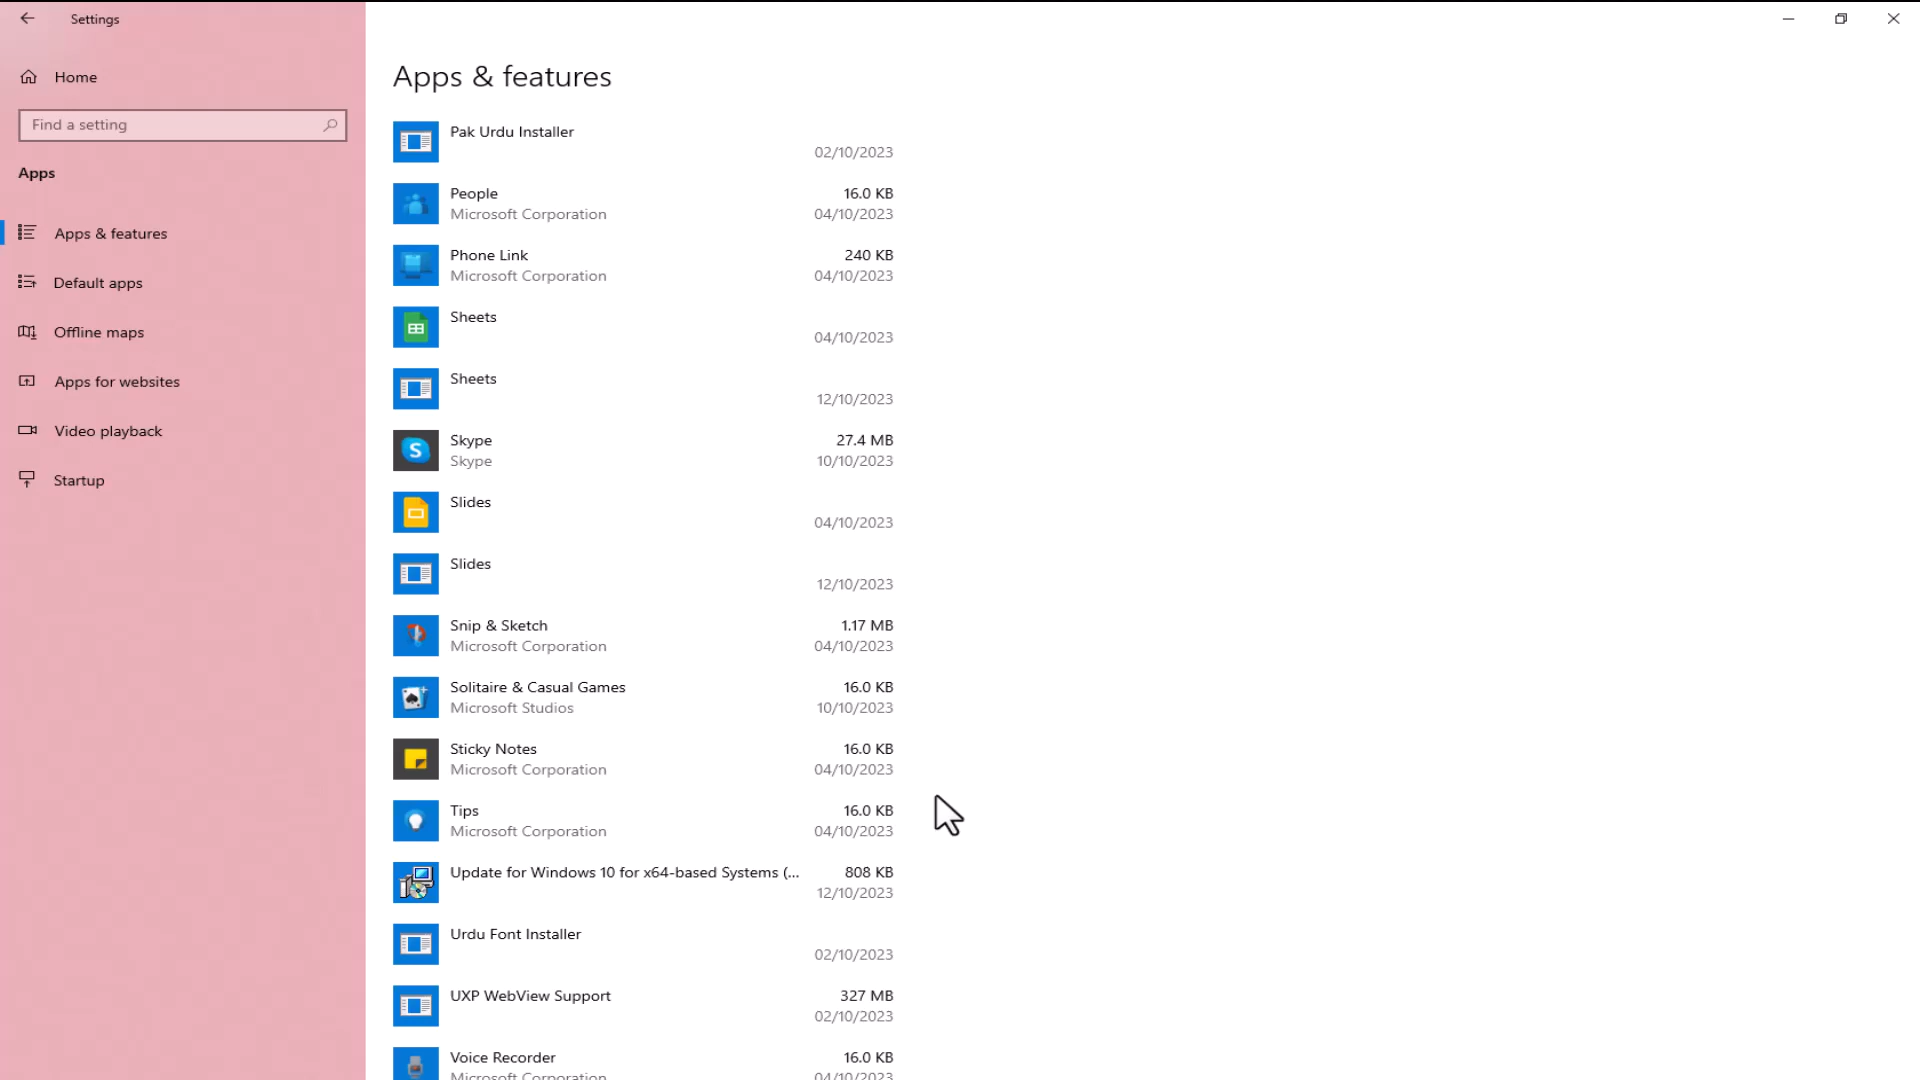 Settings
Home
Find a setting
Apps
Apps & features
Default apps
Offline maps
Apps for websites
Video playback
Startup
Apps & features
Pak Urdu Installer
02/10/2023
People 16.0 KB
Microsoft Corporation 04/10/2023
Phone Link 240 KB
Microsoft Corporation 04/10/2023
Sheets
04/10/2023
Sheets
12/10/2023
Skype 27.4 MB
Skype 10/10/2023
Slides
04/10/2023
Slides
12/10/2023
Snip & Sketch 1.17 MB
Microsoft Corporation 04/10/2023
Solitaire & Casual Games 16.0 KB
Microsoft Studios 10/10/2023
Sticky Notes 16.0 KB
Microsoft Corporation 04/10/2023
Tips 16.0 KB
Microsoft Corporation 04/10/2023
Update for Windows 10 for x64-based Systems (... 808 KB
12/10/2023
Urdu Font Installer
02/10/2023
UXP WebView Support 327 MB
02/10/2023
Voice Recorder 16.0 KB
Microsoft Corporation 04/10/2023